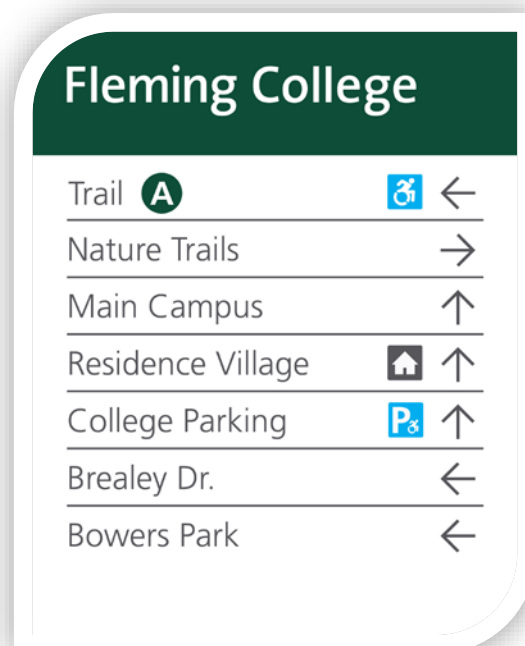 Fleming College
Trail A ←
Nature Trails →
Main Campus ↑
Residence Village ↑
College Parking P ↑
Brealey Dr. ←
Bowers Park ←